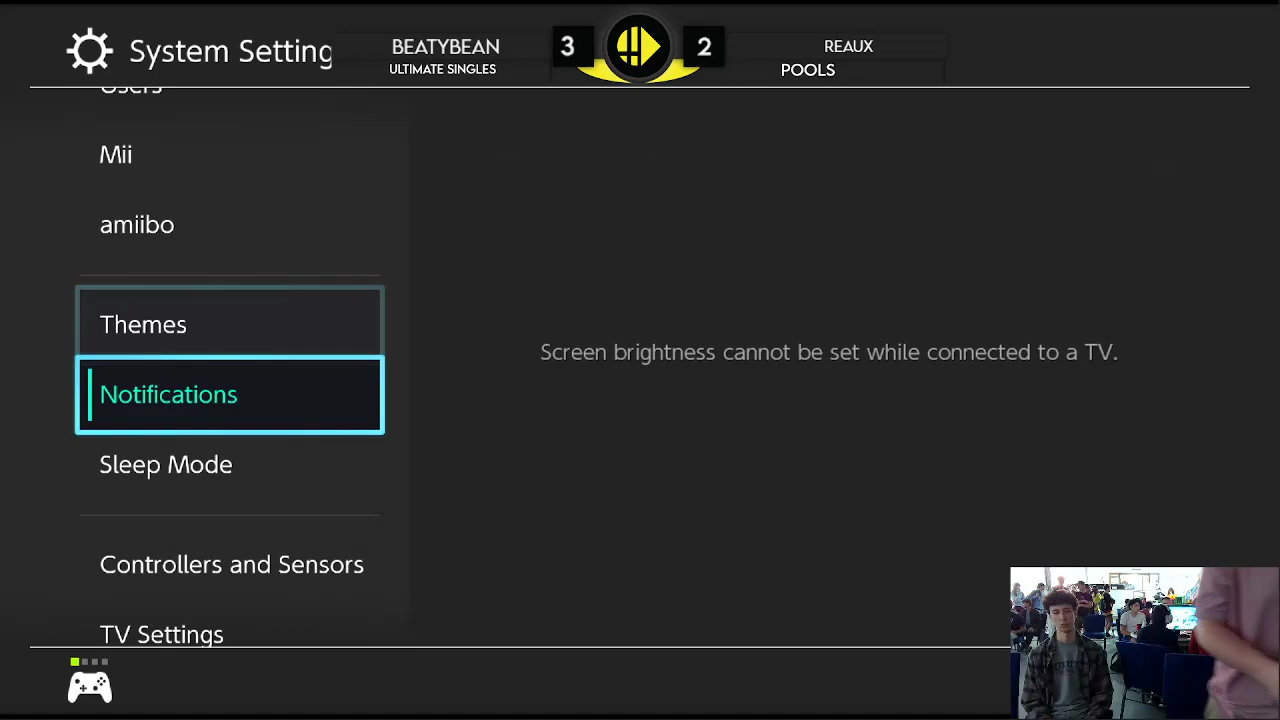 System Setting
BEATYBEAN
ULTIMATE SINGLES
3
2
REAUX
POOLS
Users
Mii
amiibo
Themes
Notifications
Sleep Mode
Controllers and Sensors
TV Settings
Screen brightness cannot be set while connected to a TV.